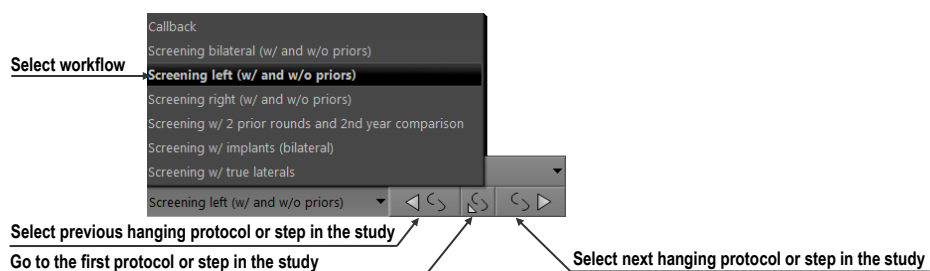 Callback
Screening bilateral (w/ and w/o priors)
Select workflow
Screening left (w/ and w/o priors)
Screening right (w/ and w/o priors)
Screening w/ 2 prior rounds and 2nd year comparison
Screening w/ implants (bilateral)
Screening w/ true laterals
Screening left (w/ and w/o priors)
Select previous hanging protocol or step in the study
Go to the first protocol or step in the study
Select next hanging protocol or step in the study